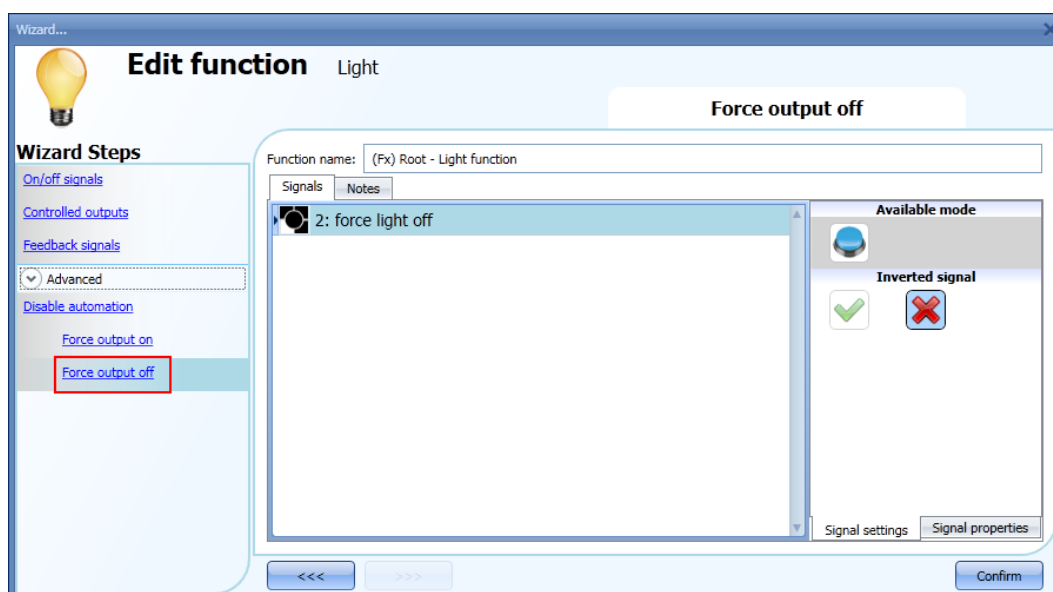 Wizard...
Edit function Light
Force output off
Wizard Steps
On/off signals
Controlled outputs
Feedback signals
Advanced
Disable automation
Force output on
Force output off
Function name: (Fx) Root - Light function
Signals Notes
2: force light off
Available mode
Inverted signal
Signal settings Signal properties
<<< >>> Confirm